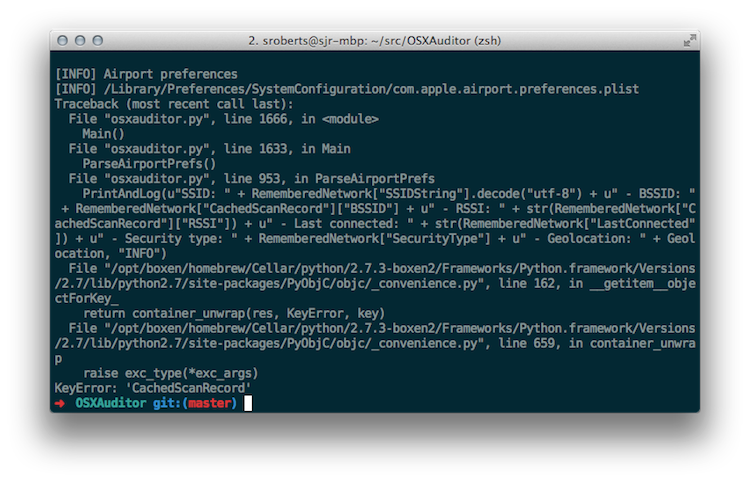 2. sroberts@sjr-mbp: ~/src/OSXAuditor (zsh)
[INFO] Airport preferences
[INFO] /Library/Preferences/SystemConfiguration/com.apple.airport.preferences.plist
Traceback (most recent call last):
  File "osxauditor.py", line 1666, in <module>
    Main()
  File "osxauditor.py", line 1633, in Main
    ParseAirportPrefs()
  File "osxauditor.py", line 953, in ParseAirportPrefs
    PrintAndLog(u"SSID: " + RememberedNetwork["SSIDString"].decode("utf-8") + u" - BSSID: "
 + RememberedNetwork["CachedScanRecord"]["BSSID"] + u" - RSSI: " + str(RememberedNetwork["C
achedScanRecord"]["RSSI"]) + u" - Last connected: " + str(RememberedNetwork["LastConnected"
]) + u" - Security type: " + RememberedNetwork["SecurityType"] + u" - Geolocation: " + Geol
ocation, "INFO")
  File "/opt/boxen/homebrew/Cellar/python/2.7.3-boxen2/Frameworks/Python.framework/Versions
/2.7/lib/python2.7/site-packages/PyObjC/objc/_convenience.py", line 162, in __getitem__obje
ctForKey_
    return container_unwrap(res, KeyError, key)
  File "/opt/boxen/homebrew/Cellar/python/2.7.3-boxen2/Frameworks/Python.framework/Versions
/2.7/lib/python2.7/site-packages/PyObjC/objc/_convenience.py", line 659, in container_unwra
p
    raise exc_type(*exc_args)
KeyError: 'CachedScanRecord'
➜  OSXAuditor git:(master)